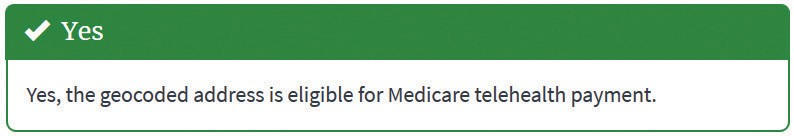 Yes
Yes, the geocoded address is eligible for Medicare telehealth payment.